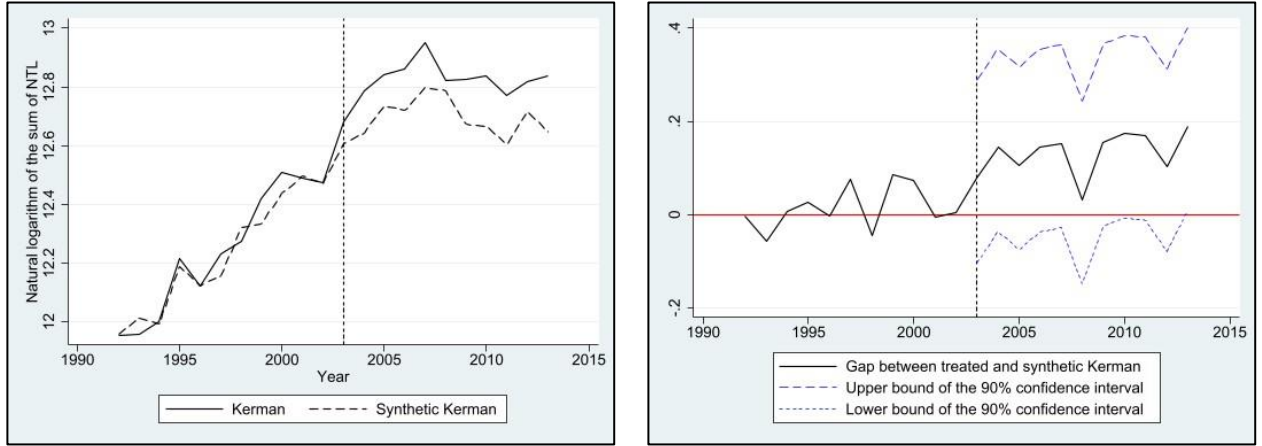 13
12.8
12.6
12.4
12.2
12
Natural logarithm of the sum of NTL
1990 1995 2000 2005 2010 2015
Year
Kerman Synthetic Kerman
.4
.2
0
-.2
1990 1995 2000 2005 2010 2015
Gap between treated and synthetic Kerman
Upper bound of the 90% confidence interval
Lower bound of the 90% confidence interval